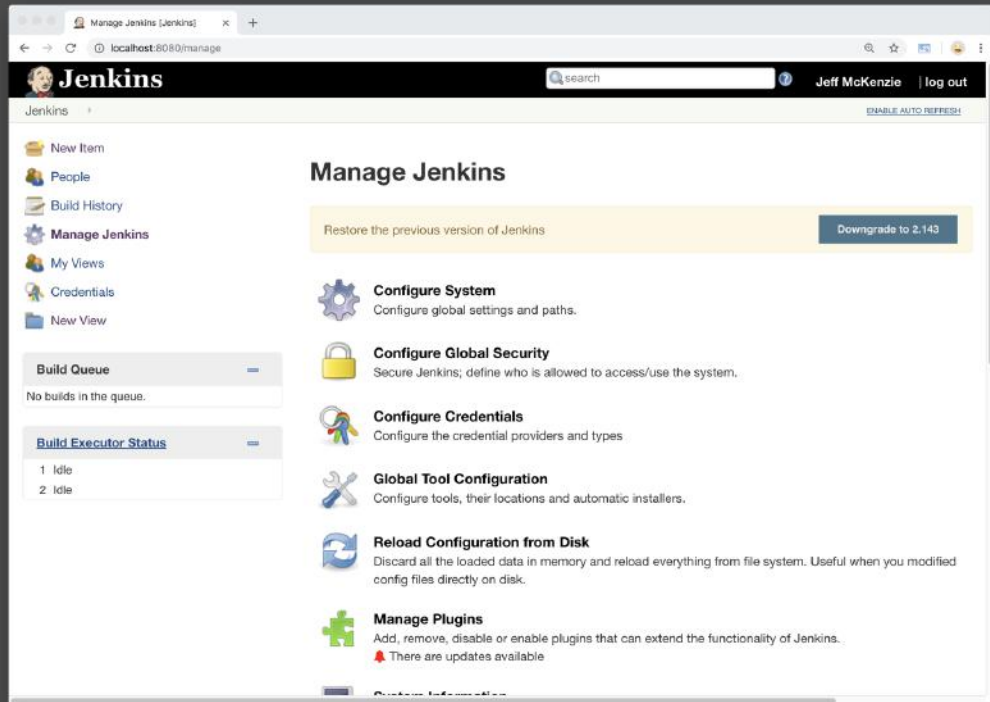 Manage Jenkins [Jenkins]
localhost:8080/manage
Jenkins
search
Jeff McKenzie | log out
Jenkins
ENABLE AUTO REFRESH
New Item
People
Build History
Manage Jenkins
My Views
Credentials
New View
Build Queue
No builds in the queue.
Build Executor Status
1 Idle
2 Idle
Manage Jenkins
Restore the previous version of Jenkins
Downgrade to 2.143
Configure System
Configure global settings and paths.
Configure Global Security
Secure Jenkins; define who is allowed to access/use the system.
Configure Credentials
Configure the credential providers and types
Global Tool Configuration
Configure tools, their locations and automatic installers.
Reload Configuration from Disk
Discard all the loaded data in memory and reload everything from file system. Useful when you modified
config files directly on disk.
Manage Plugins
Add, remove, disable or enable plugins that can extend the functionality of Jenkins.
There are updates available
System Information